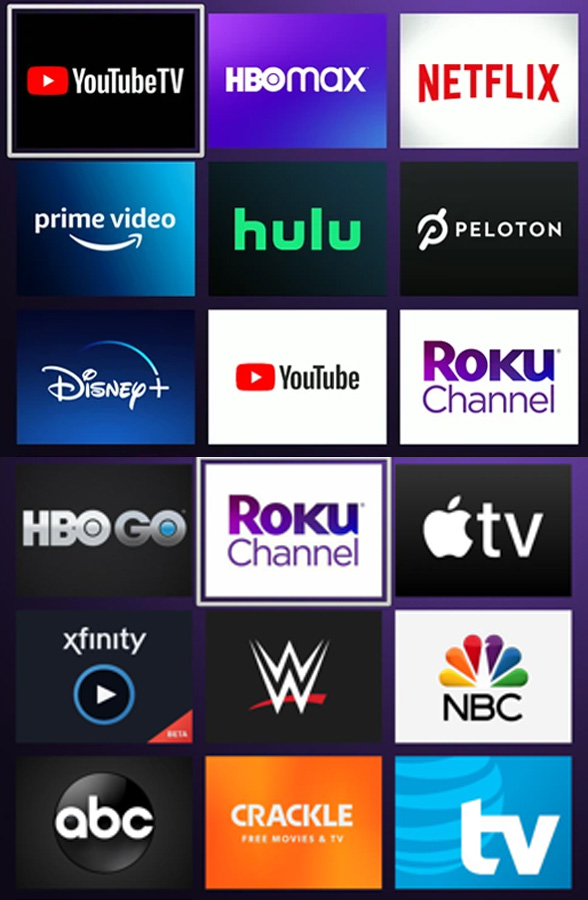 YouTubeTV
HBOmax
NETFLIX
prime video
hulu
PELOTON
Disney+
YouTube
Roku
Channel
HBO GO
Roku
Channel
tv
xfinity
BETA
W
NBC
abc
CRACKLE
FREE MOVIES & TV
tv